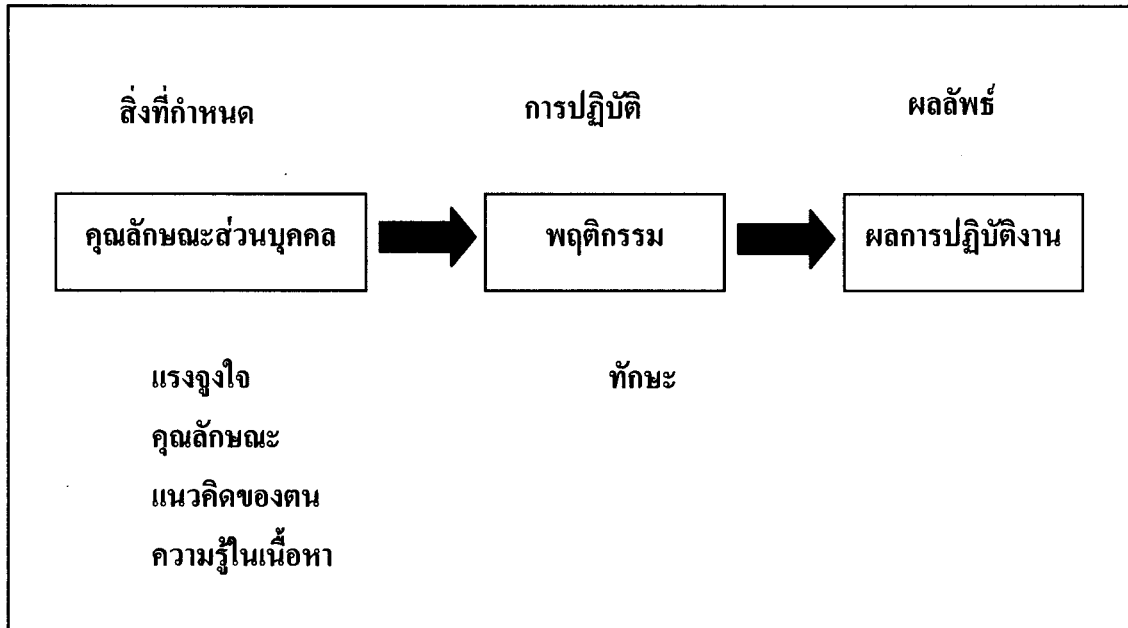 สิ่งที่กำหนด การปฏิบัติ ผลลัพธ์
คุณลักษณะส่วนบุคคล พฤติกรรม ผลการปฏิบัติงาน
แรงจูงใจ ทักษะ
คุณลักษณะ
แนวคิดของตน
ความรู้ในเนื้อหา